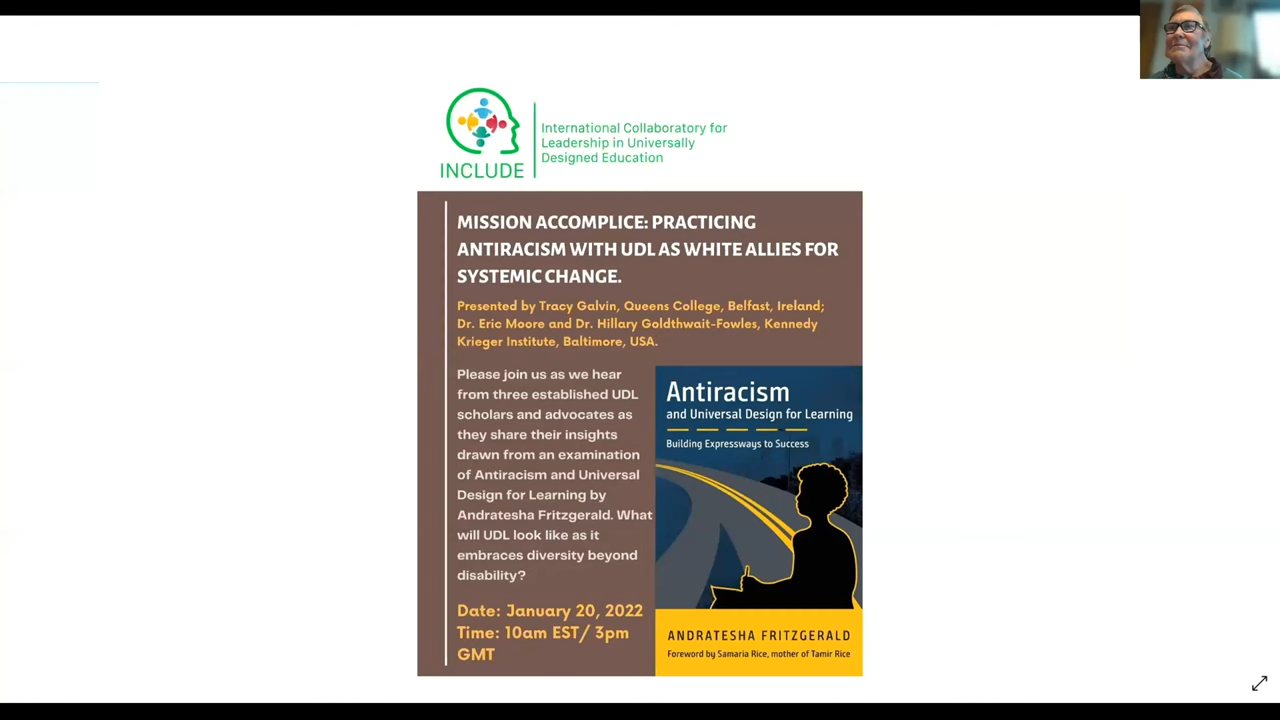 International Collaboratory for
Leadership in Universally
Designed Education
INCLUDE
MISSION ACCOMPLICE: PRACTICING
ANTIRACISM WITH UDL AS WHITE ALLIES FOR
SYSTEMIC CHANGE.
Presented by Tracy Galvin, Queens College, Belfast, Ireland;
Dr. Eric Moore and Dr. Hillary Goldthwait-Fowles, Kennedy
Krieger Institute, Baltimore, USA.
Please join us as we hear
from three established UDL
scholars and advocates as
they share their insights
drawn from an examination
of Antiracism and Universal
Design for Learning by
Andratesha Fritzgerald. What
will UDL look like as it
embraces diversity beyond
disability?
Date: January 20, 2022
Time: 10am EST/ 3pm
GMT
Antiracism
and Universal Design for Learning
Building Expressways to Success
ANDRATESHA FRITZGERALD
Foreword by Samaria Rice, mother of Tamir Rice